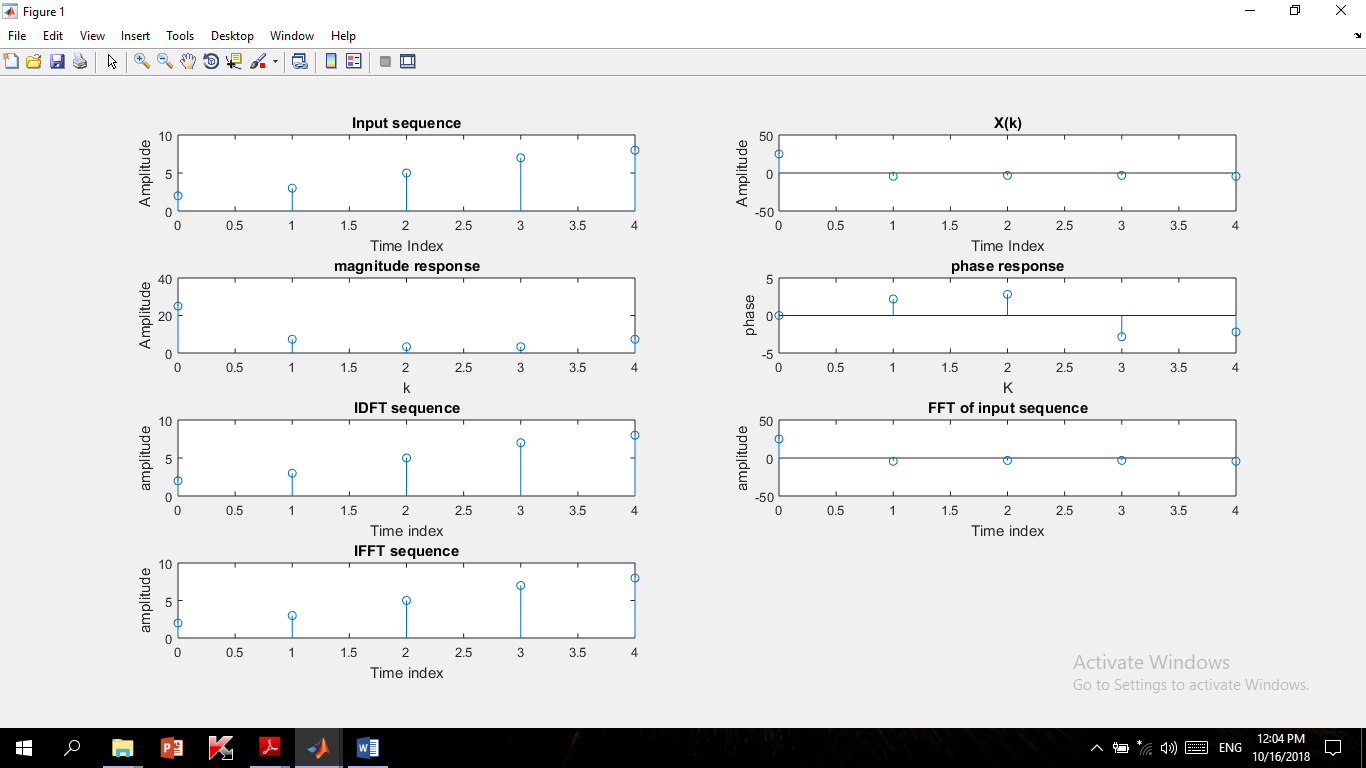 Figure 1
File Edit View Insert Tools Desktop Window Help
Input sequence
10
5
0
Amplitude
0 0.5 1 1.5 2 2.5 3 3.5 4
Time Index
X(k)
50
0
-50
Amplitude
0 0.5 1 1.5 2 2.5 3 3.5 4
Time Index
magnitude response
40
20
0
Amplitude
0 0.5 1 1.5 2 2.5 3 3.5 4
k
phase response
5
0
-5
phase
0 0.5 1 1.5 2 2.5 3 3.5 4
K
IDFT sequence
10
5
0
amplitude
0 0.5 1 1.5 2 2.5 3 3.5 4
Time index
FFT of input sequence
50
0
-50
amplitude
0 0.5 1 1.5 2 2.5 3 3.5 4
Time index
IFFT sequence
10
5
0
amplitude
0 0.5 1 1.5 2 2.5 3 3.5 4
Time index
Activate Windows
Go to Settings to activate Windows.
ENG
12:04 PM
10/16/2018